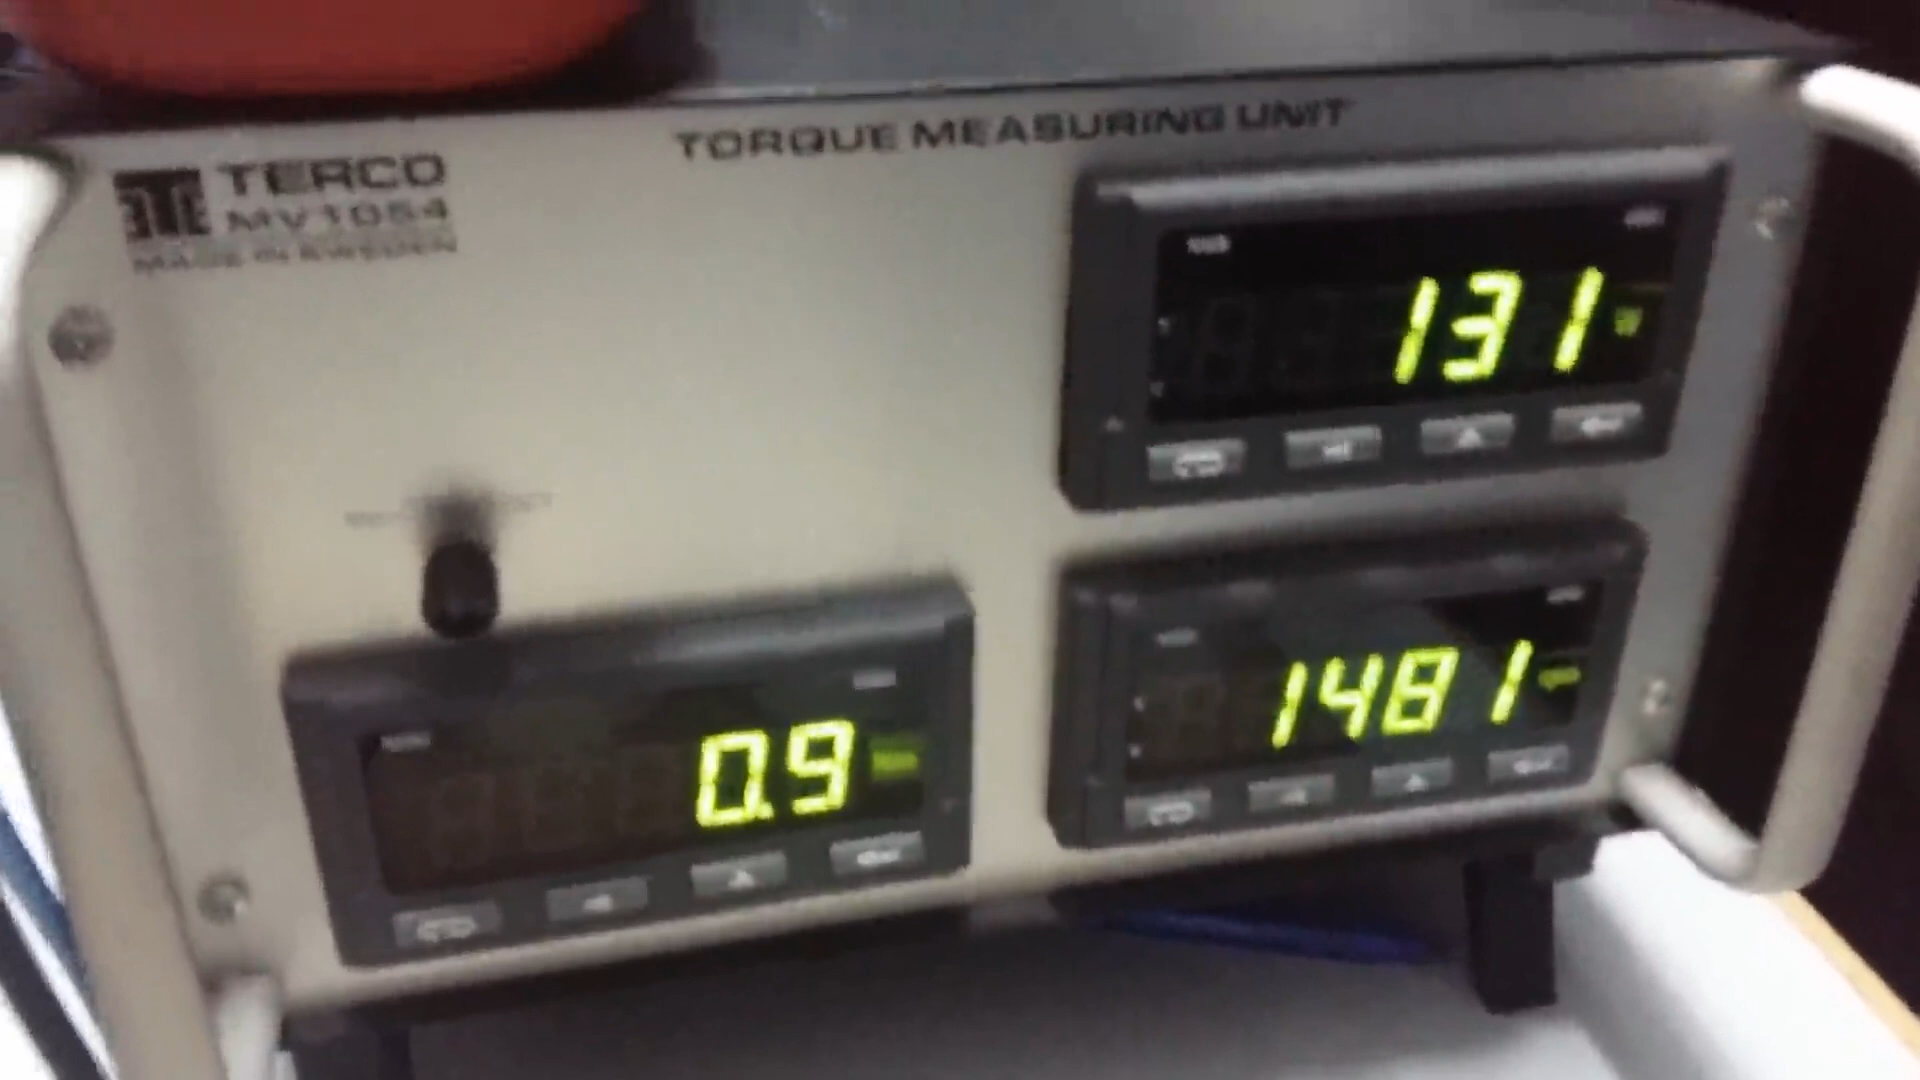 TORQUE MEASURING UNIT
TERCO
MV1054
MADE IN SWEDEN
131 W
0.9
1481